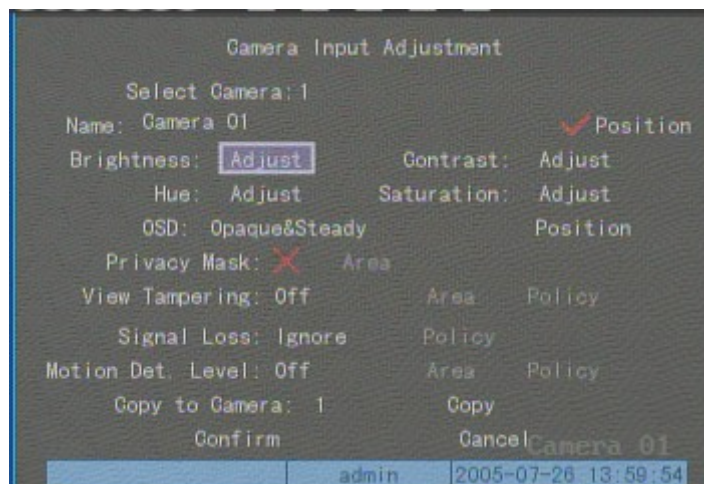 Camera Input Adjustment
Select Camera: 1
Name: Camera 01 Position
Brightness: Adjust Contrast: Adjust
Hue: Adjust Saturation: Adjust
OSD: Opaque&Steady Position
Privacy Mask: Area
View Tampering: Off Area Policy
Signal Loss: Ignore Policy
Motion Det. Level: Off Area Policy
Copy to Camera: 1 Copy
Confirm Cancel
Camera 01
admin 2005-07-26 13:59:54